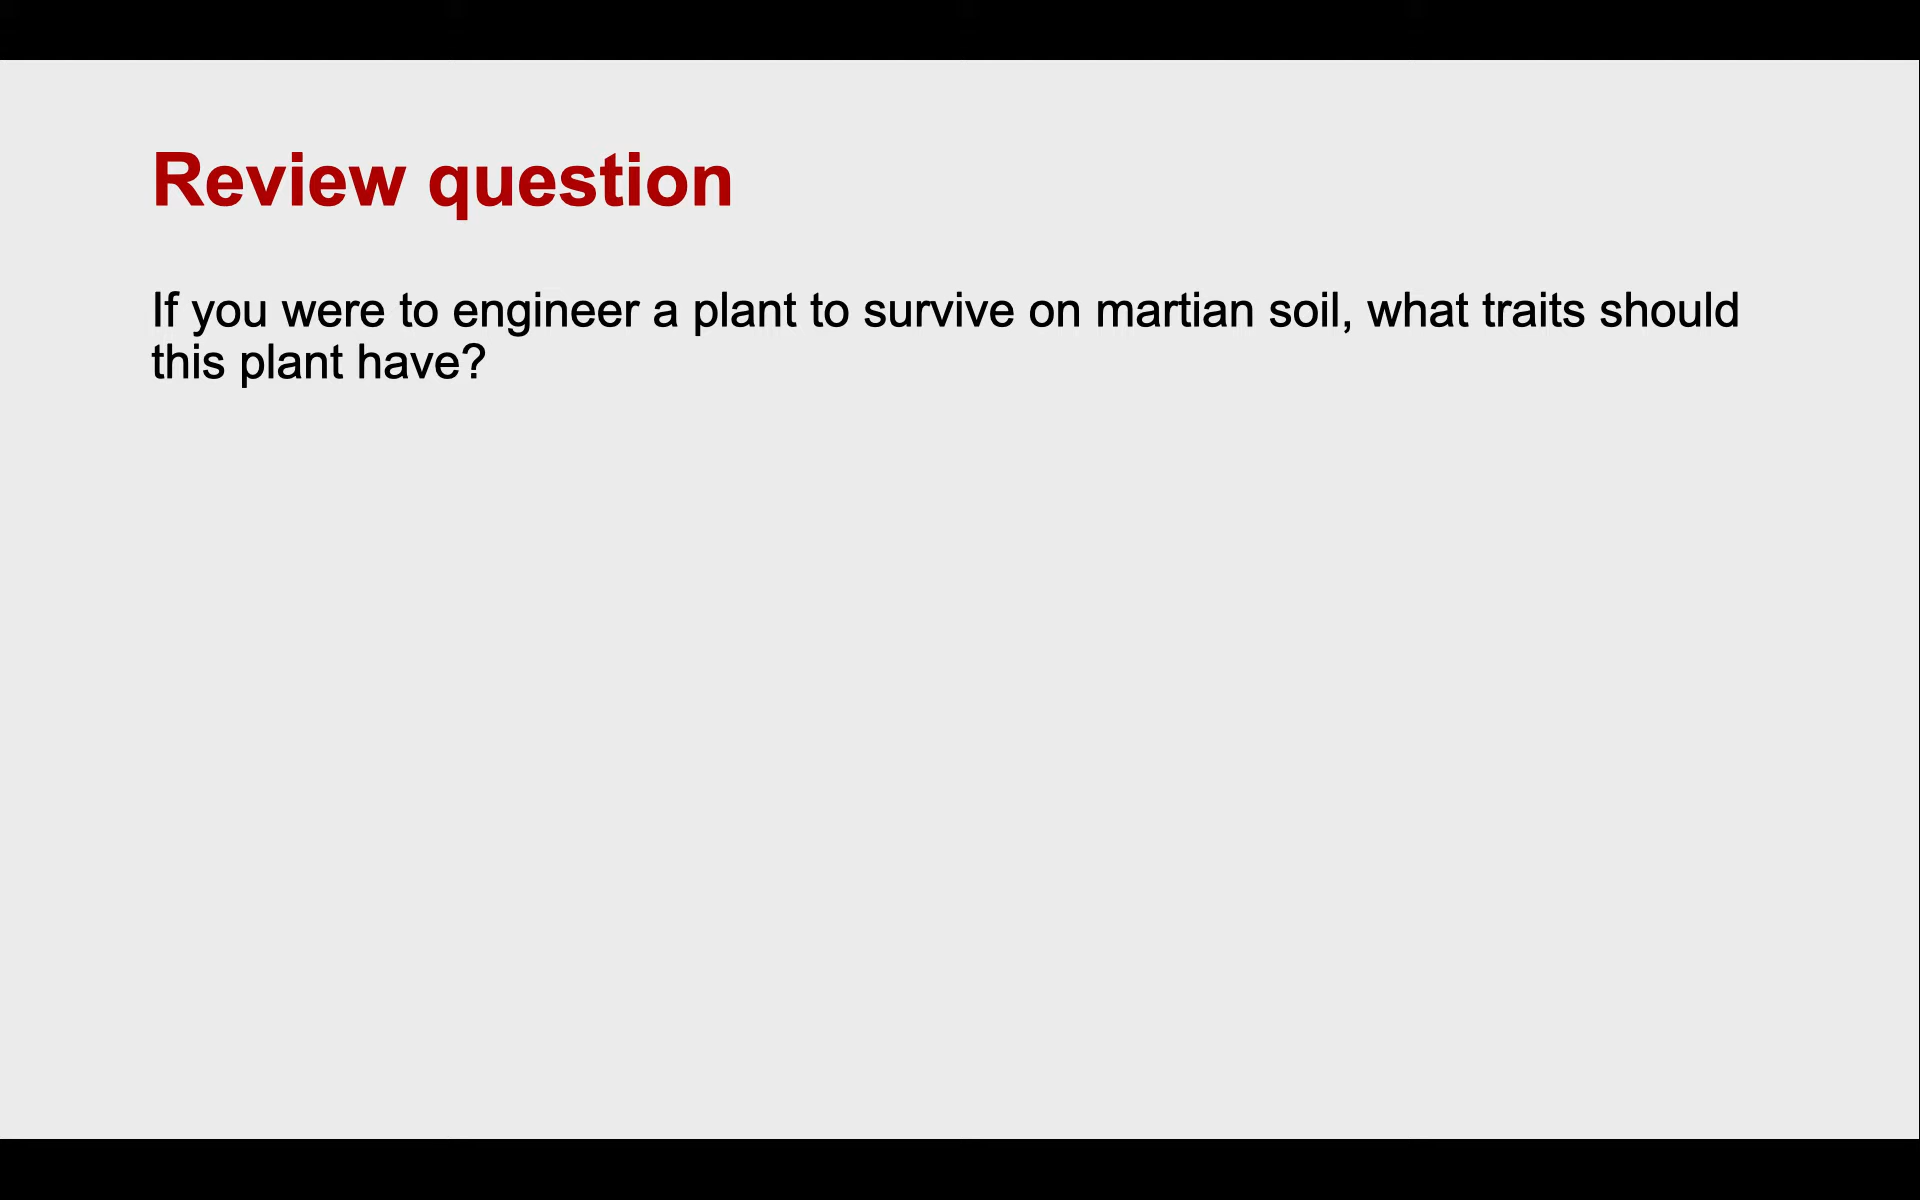 Review question
If you were to engineer a plant to survive on martian soil, what traits should
this plant have?